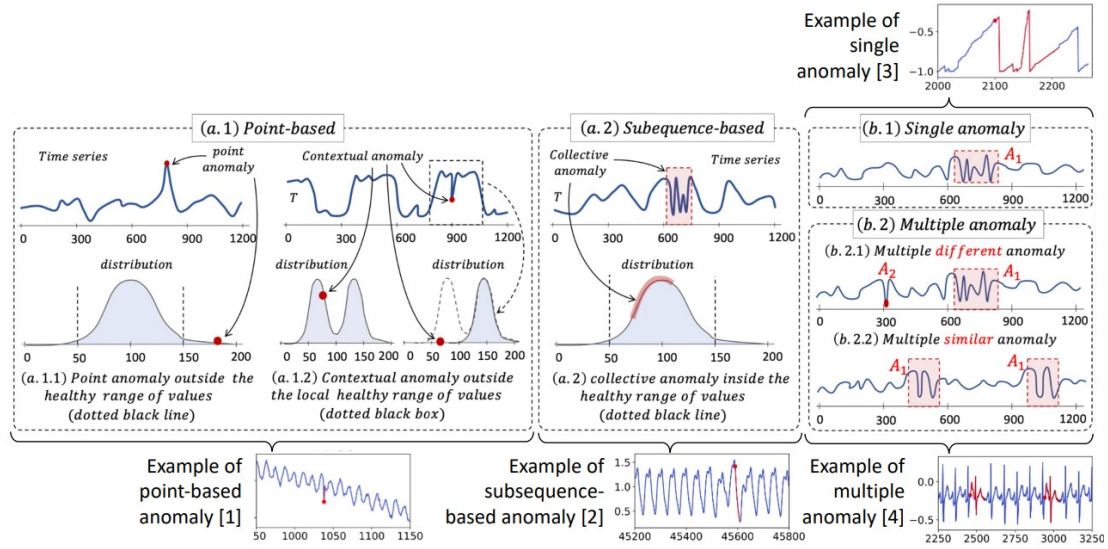 Example of
single
anomaly [3]
−0.5
−1.0
2000 2100 2200
(a.1) Point-based
Time series
point
anomaly
Contextual anomaly
T
0 300 600 900 1200
0 300 600 900 1200
distribution
distribution
distribution
0 50 100 150 200
0 50 100 150 200
0 50 100 150 200
(a.1.1) Point anomaly outside the
healthy range of values
(dotted black line)
(a.1.2) Contextual anomaly outside
the local healthy range of values
(dotted black box)
(a.2) Subequence-based
Collective
anomaly
Time series
T
0 300 600 900 1200
distribution
0 50 100 150 200
(a.2) collective anomaly inside the
healthy range of values
(dotted black line)
(b.1) Single anomaly
A1
0 300 600 900 1200
(b.2) Multiple anomaly
(b.2.1) Multiple different anomaly
A2
A1
0 300 600 900 1200
(b.2.2) Multiple similar anomaly
A1
A1
0 300 600 900 1200
Example of
point-based
anomaly [1]
50 1000 1050 1100 1150
Example of
subsequence-
based anomaly [2]
1.5
1.0
0.5
45200 45400 45600 45800
Example of
multiple
anomaly [4]
0.0
−0.5
2250 2500 2750 3000 3250